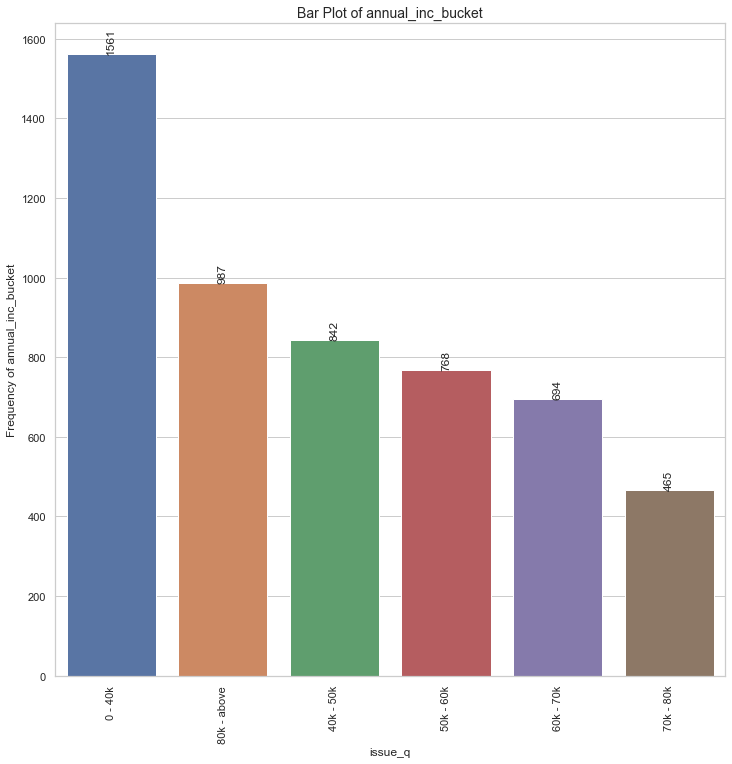 Bar Plot of annual_inc_bucket
Frequency of annual_inc_bucket
1600
1400
1200
1000
800
600
400
200
0
1561
987
842
768
694
465
0 - 40k
80k - above
40k - 50k
50k - 60k
60k - 70k
70k - 80k
issue_q